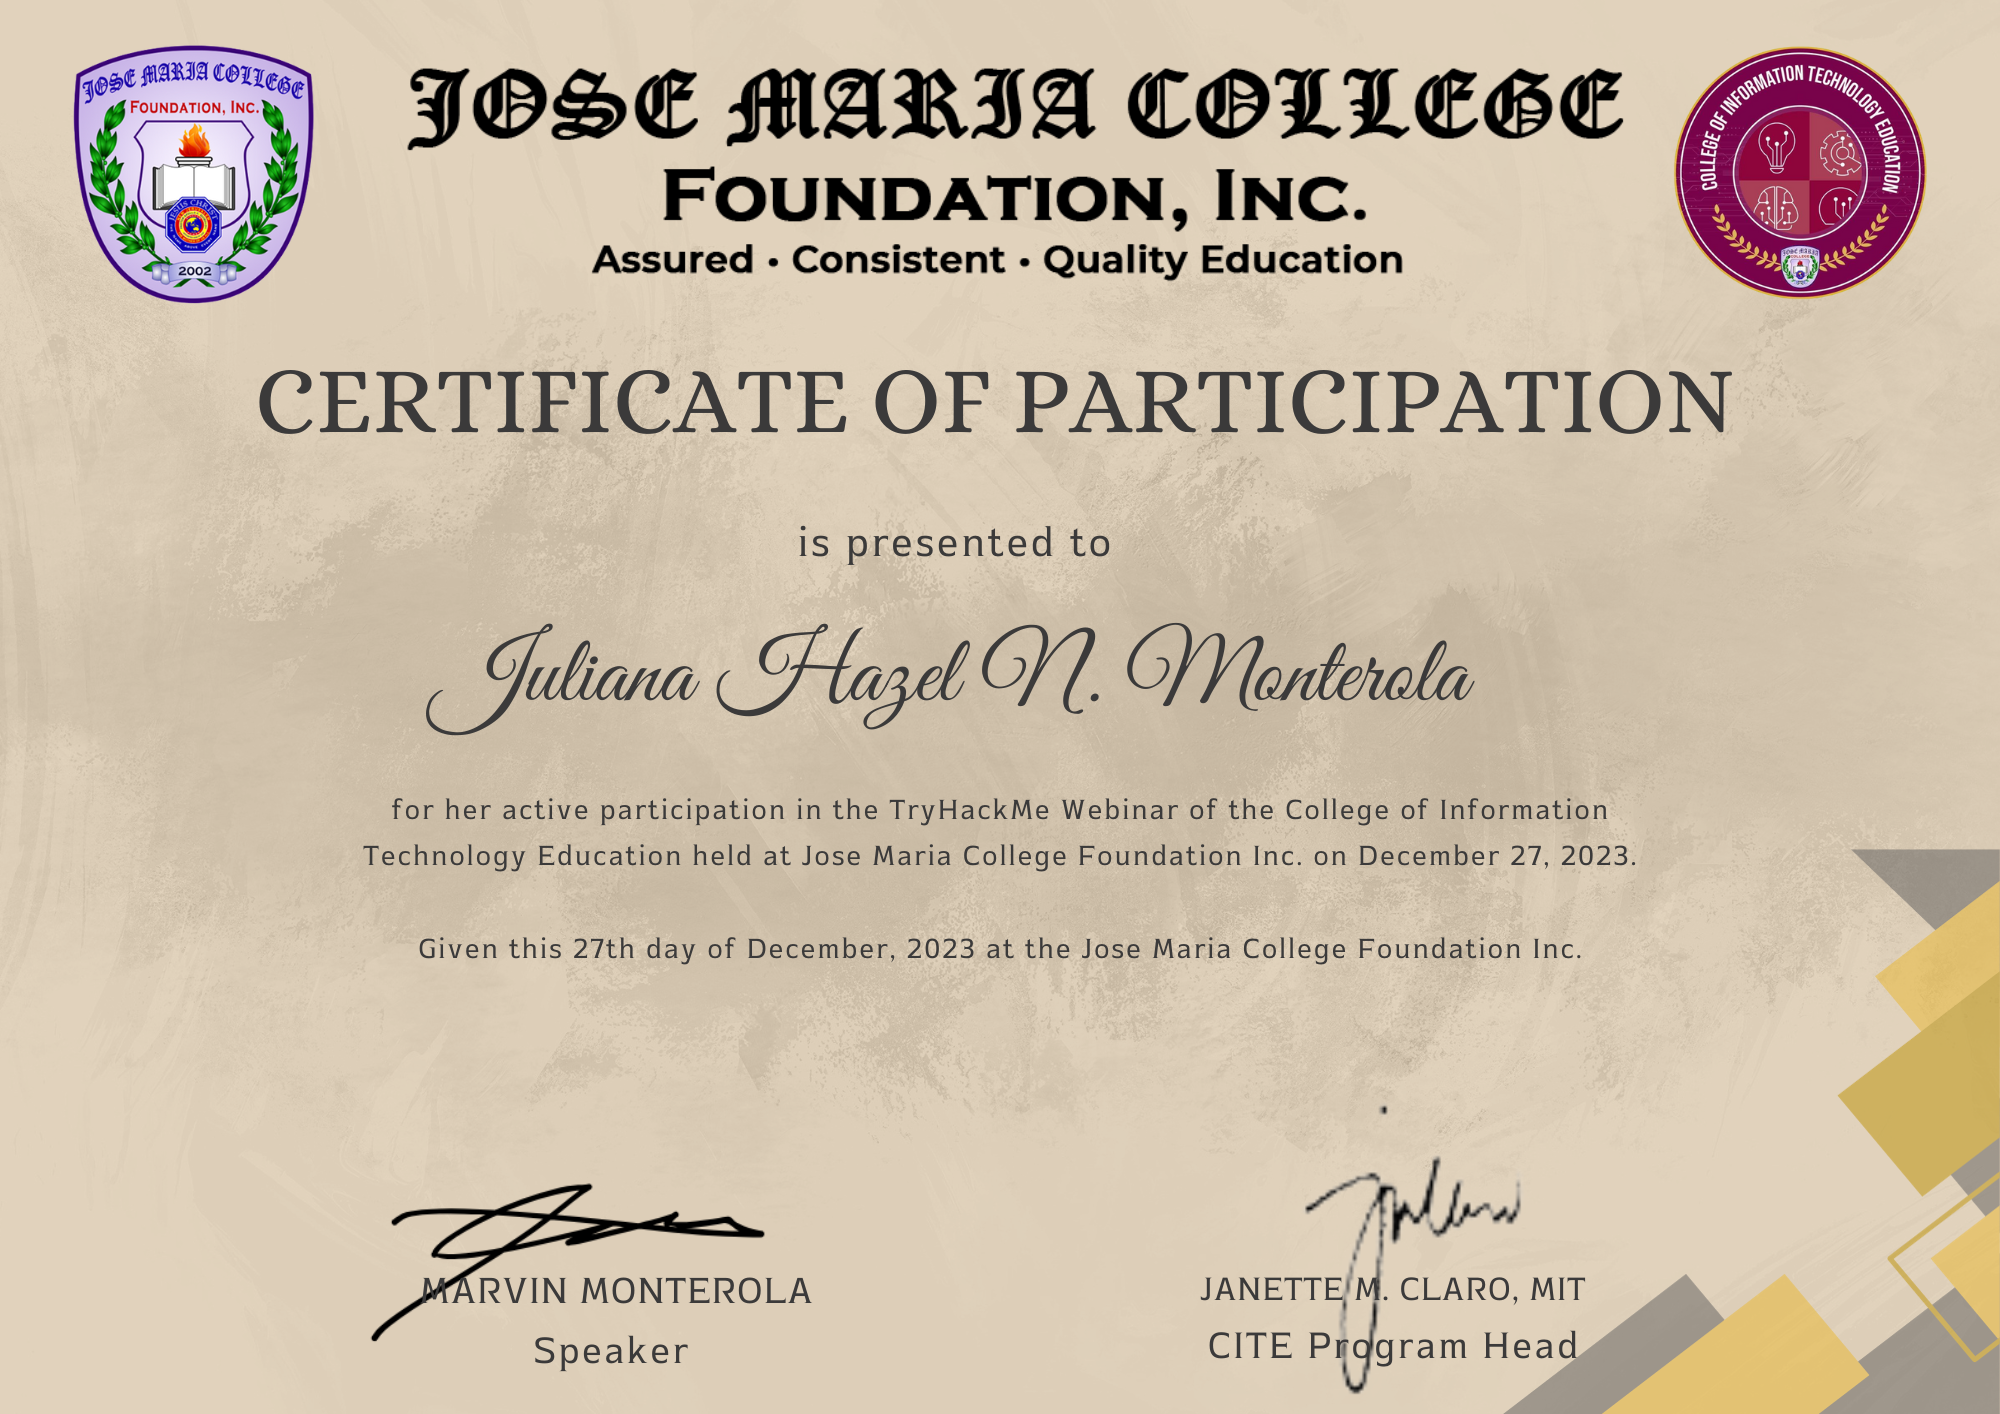 JOSE MARIA COLLEGE
FOUNDATION, INC.
2002
JOSE MARIA COLLEGE
FOUNDATION, INC.
Assured • Consistent • Quality Education
COLLEGE OF INFORMATION TECHNOLOGY EDUCATION
CERTIFICATE OF PARTICIPATION
is presented to
Juliana Hazel N. Monterola
for her active participation in the TryHackMe Webinar of the College of Information
Technology Education held at Jose Maria College Foundation Inc. on December 27, 2023.
Given this 27th day of December, 2023 at the Jose Maria College Foundation Inc.
MARVIN MONTEROLA
Speaker
JANETTE M. CLARO, MIT
CITE Program Head